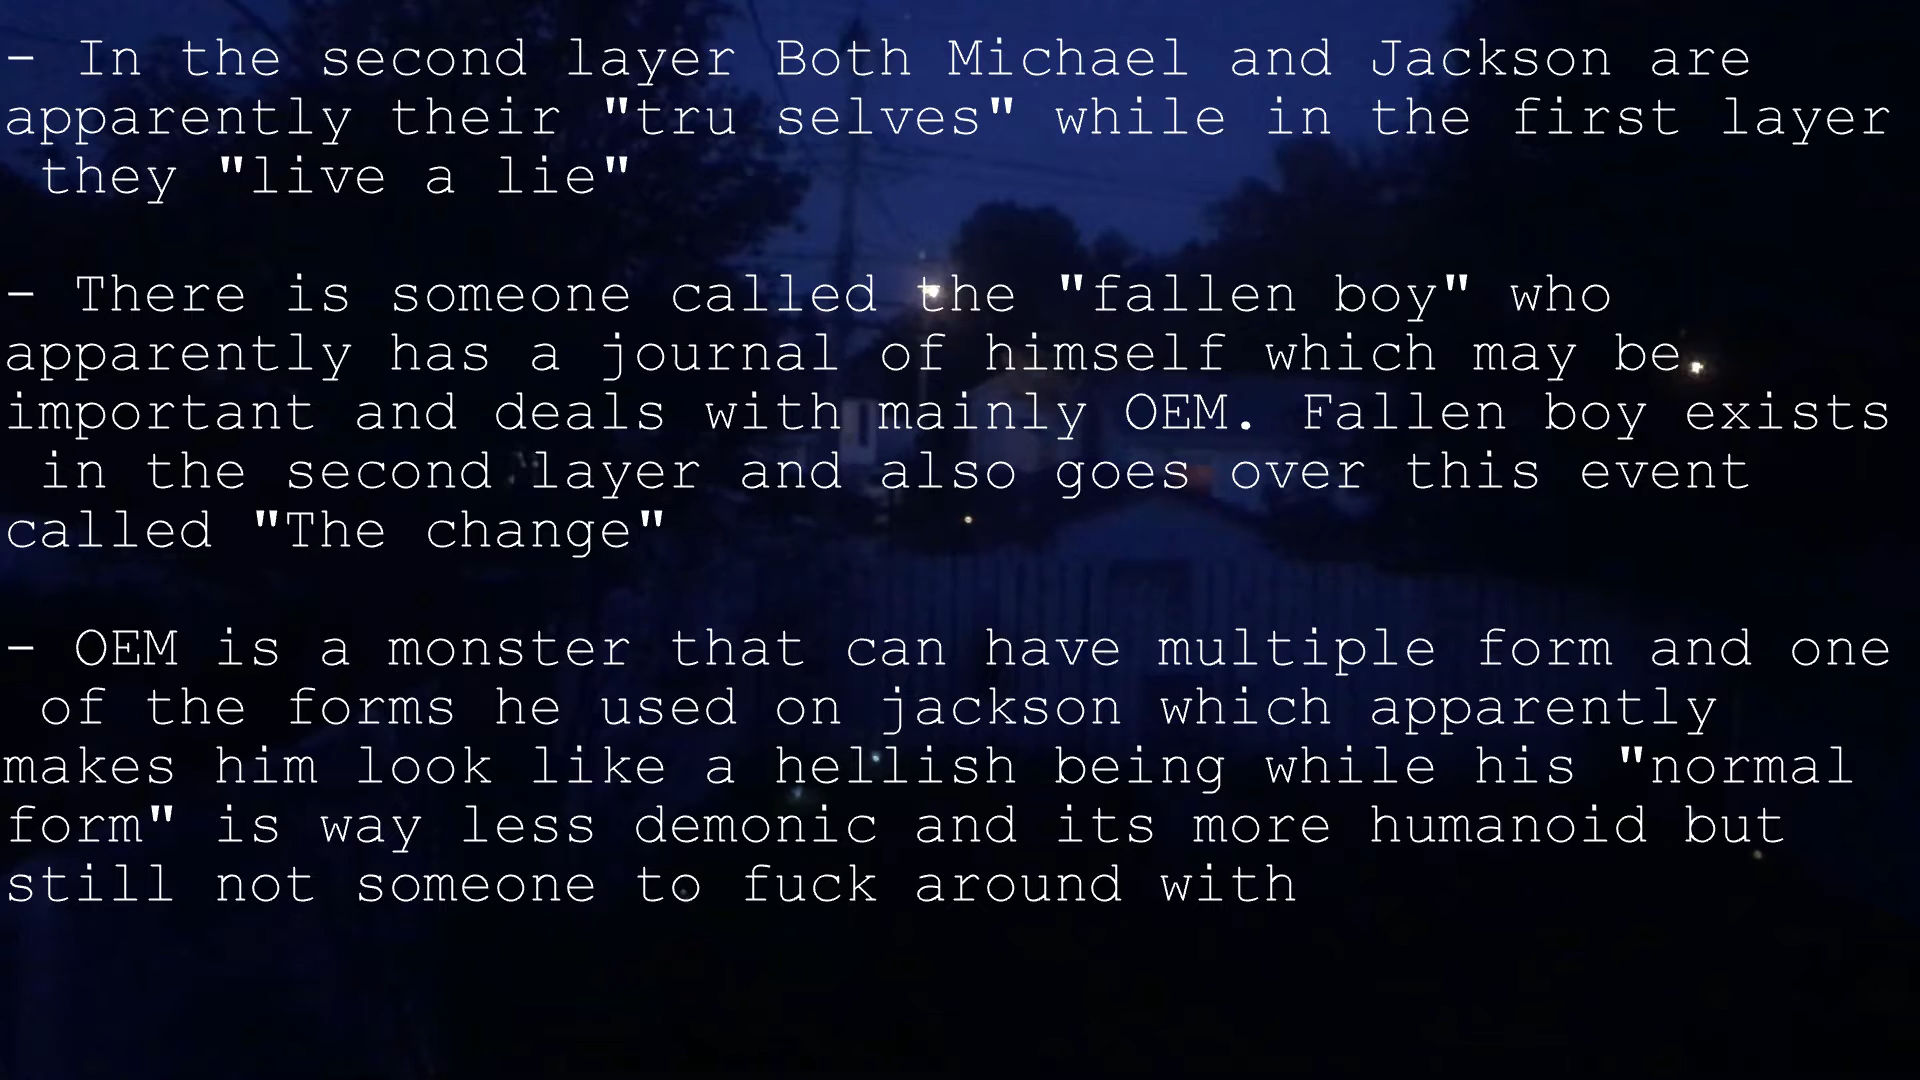 - In the second layer Both Michael and Jackson are
apparently their "tru selves" while in the first layer
they "live a lie"
- There is someone called the "fallen boy" who
apparently has a journal of himself which may be
important and deals with mainly OEM. Fallen boy exists
in the second layer and also goes over this event
called "The change"
- OEM is a monster that can have multiple form and one
of the forms he used on jackson which apparently
makes him look like a hellish being while his "normal
form" is way less demonic and its more humanoid but
still not someone to fuck around with